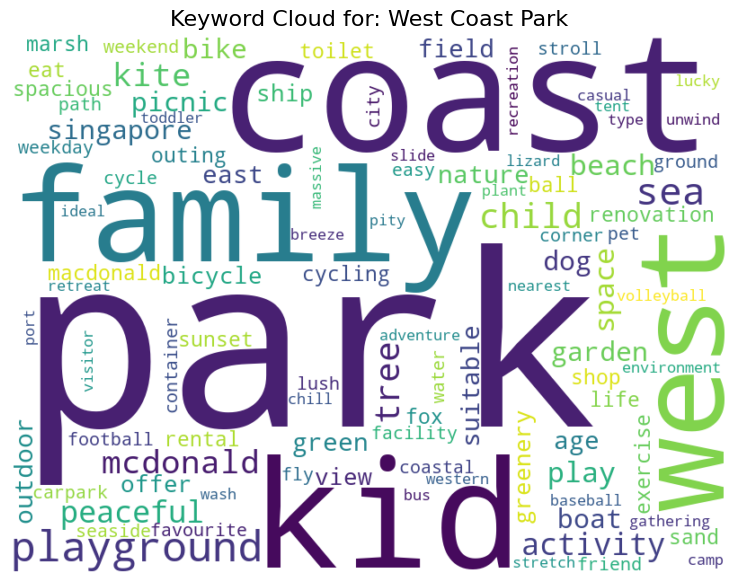 Keyword Cloud for: West Coast Park
marsh
weekend
bike
toilet
field
stroll
eat
kite
coast
lucky
spacious
picnic
ship
city
recreation
casual
tent
path
toddler
type
unwind
singapore
weekday
outing
slide
easy
lizard
beach
ground
family
cycle
east
massive
nature
ball
sea
ideal
pity
plant
child
renovation
breeze
corner
pet
macdonald
bicycle
cycling
dog
space
west
retreat
park
nearest
volleyball
port
visitor
container
sunset
tree
adventure
suitable
garden
environment
lush
water
shop
chill
life
fox
football
rental
green
facility
greenery
age
exercise
outdoor
mcdonald
fly
view
coastal
western
play
carpark
offer
kid
wash
bus
baseball
peaceful
boat
gathering
seaside
favourite
sand
playground
activity
stretch
friend
camp